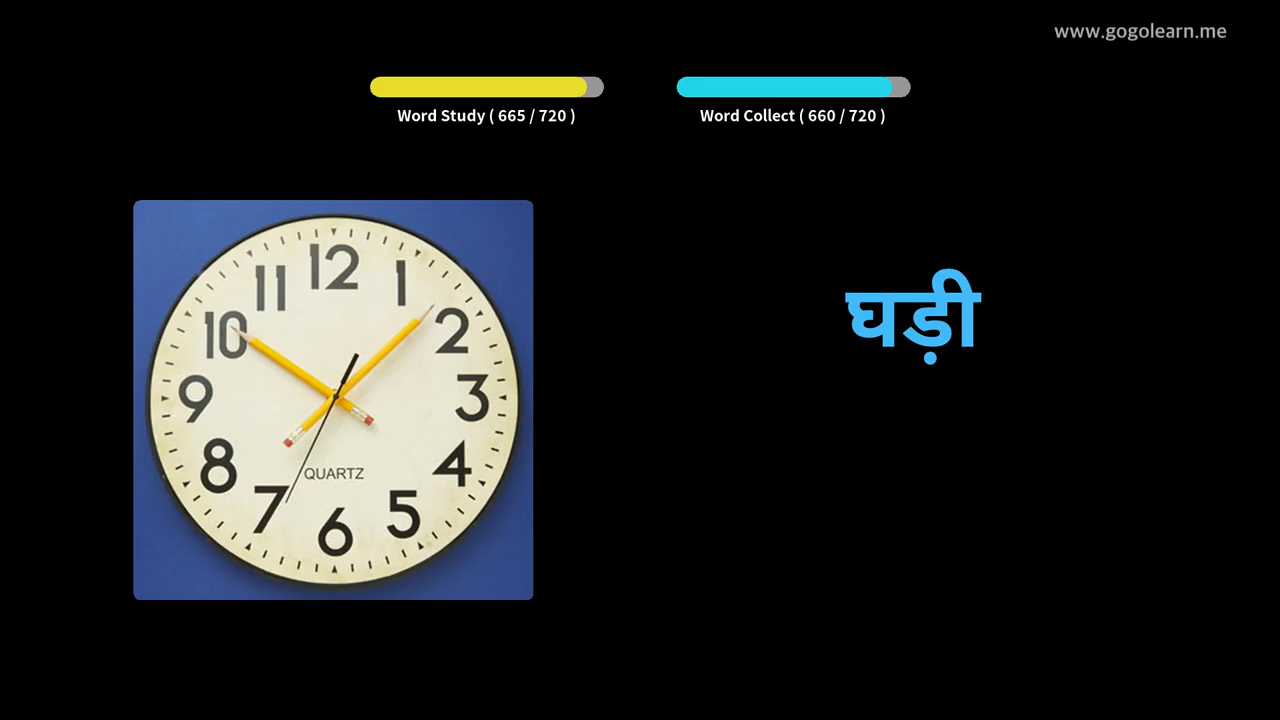 www.gogolearn.me
Word Study ( 665 / 720 )
Word Collect ( 660 / 720 )
12
11
1
10
2
9
3
8
4
QUARTZ
7
5
6
घड़ी